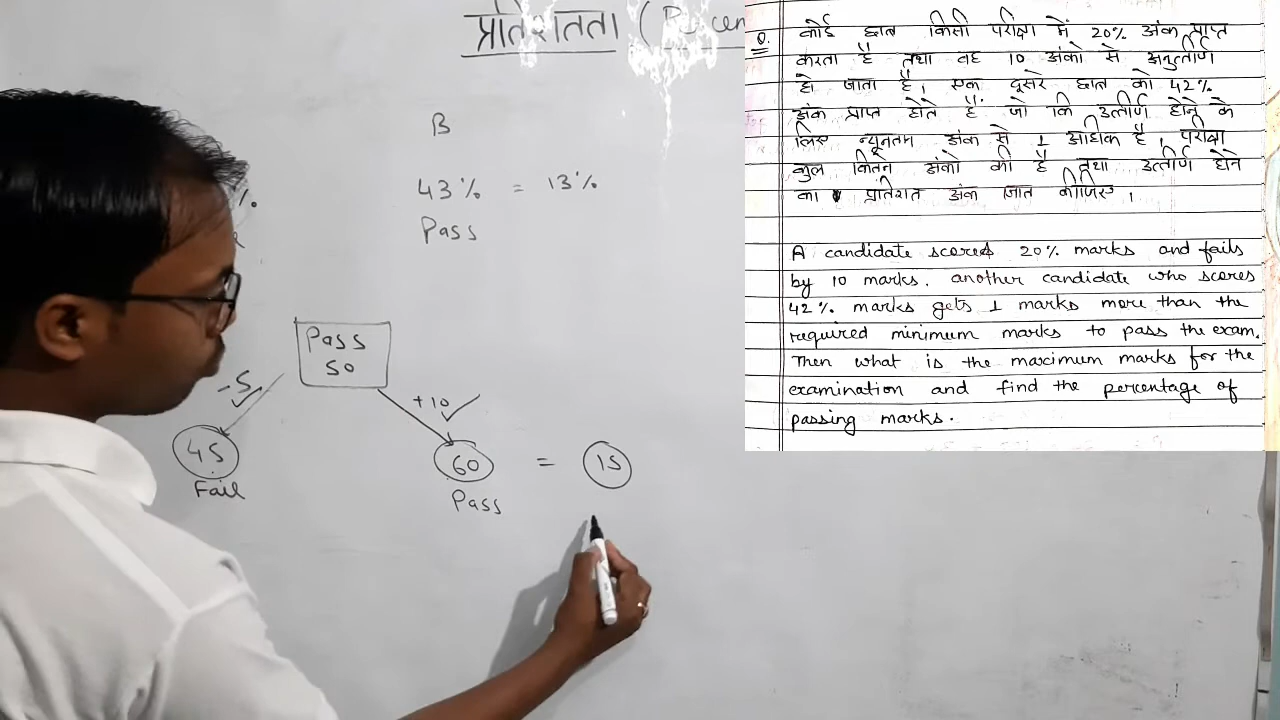 प्रतिशतता (Percen
B
43% = 13%
Pass
%.
Pass
50
-5
+10
45
60 = 15
Fail
Pass
Q. कोई छात्र किसी परीक्षा में 20% अंक प्राप्त
करता है तथा वह 10 अंको से अनुत्तीर्ण
हो जाता है, एक दूसरे छात्र को 42%
अंक प्राप्त होते है जो कि उत्तीर्ण होने के
लिए न्यूनतम अंक से 1 अधिक है, परीक्षा
कुल कितने अंको की है तथा उत्तीर्ण होने
का प्रतिशत अंक ज्ञात कीजिए,
A candidate scores 20% marks and fails
by 10 marks. another candidate who scores
42% marks gets 1 marks more than the
required minimum marks to pass the exam.
Then what is the maximum marks for the
examination and find the percentage of
passing marks.